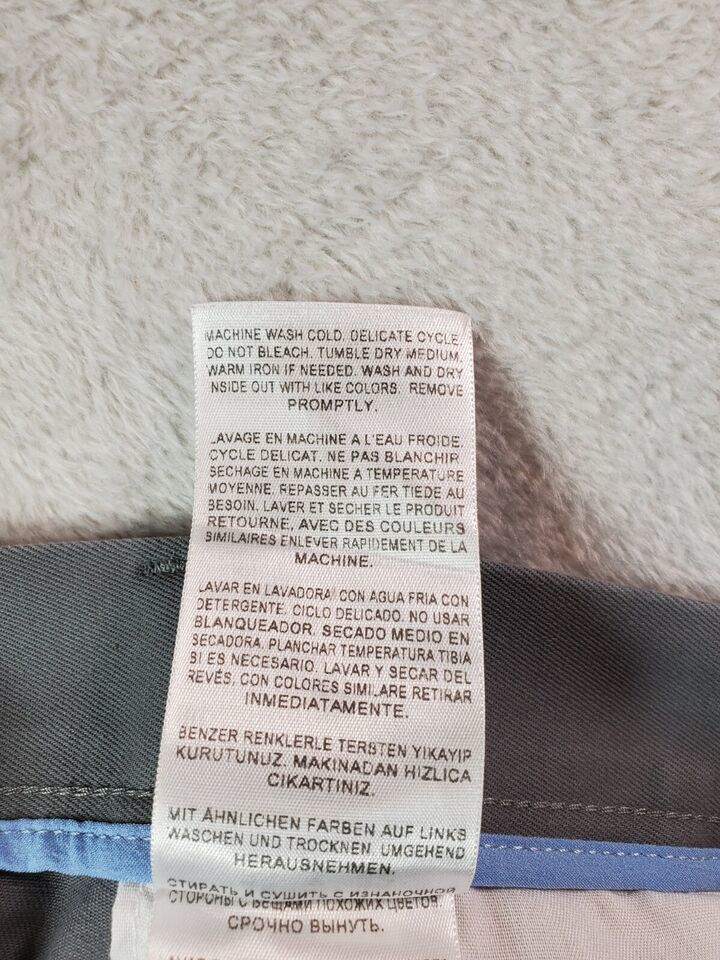 MACHINE WASH COLD. DELICATE CYCLE.
DO NOT BLEACH. TUMBLE DRY MEDIUM.
WARM IRON IF NEEDED. WASH AND DRY
NSIDE OUT WITH LIKE COLORS. REMOVE
PROMPTLY.
LAVAGE EN MACHINE A L'EAU FROIDE.
CYCLE DELICAT. NE PAS BLANCHIR.
SECHAGE EN MACHINE A TEMPERATURE
MOYENNE. REPASSER AU FER TIEDE AU
BESOIN. LAVER ET SECHER LE PRODUIT
RETOURNE, AVEC DES COULEURS
SIMILAIRES ENLEVER RAPIDEMENT DE LA
MACHINE.
LAVAR EN LAVADORA CON AGUA FRIA CON
DETERGENTE. CICLO DELICADO. NO USAR
BLANQUEADOR. SECADO MEDIO EN
SECADORA. PLANCHAR TEMPERATURA TIBIA
SI ES NECESARIO. LAVAR Y SECAR DEL
REVÉS, CON COLORES SIMILARE RETIRAR
INMEDIATAMENTE.
BENZER RENKLERLE TERSTEN YIKAYIP
KURUTUNUZ. MAKINADAN HIZLICA
CIKARTINIZ.
MIT ÄHNLICHEN FARBEN AUF LINKS
WASCHEN UND TROCKNEN. UMGEHEND
HERAUSNEHMEN.
СТИРАТЬ И СУШИТЬ С ИЗНАНОЧНОЙ
СТОРОНЫ С ВЕЩАМИ ПОХОЖИХ ЦВЕТОВ.
СРОЧНО ВЫНУТЬ.